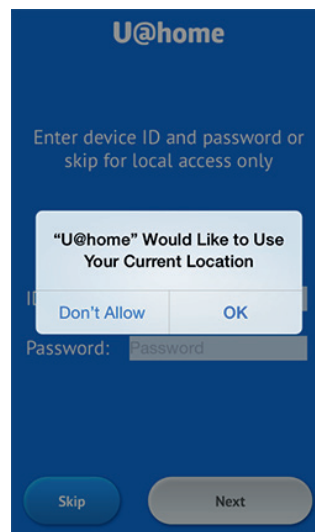 U@home
Enter device ID and password or
skip for local access only
“U@home” Would Like to Use
Your Current Location
Don't Allow
OK
Password:
Password
Skip
Next